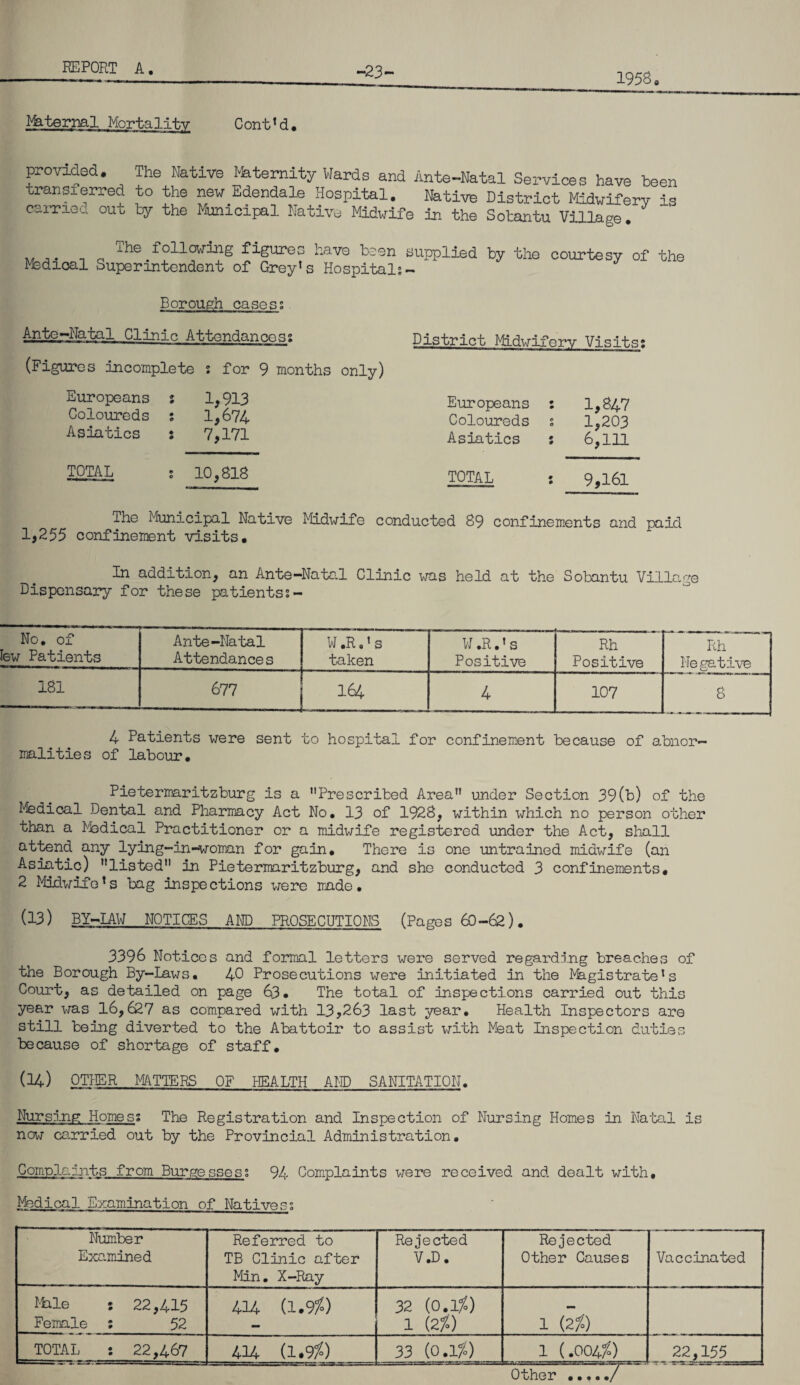 REPORT A.
-23-
1958.
Maternal Mortality Cont'd.
provided. The Native Maternity Wards and Ante-Natal Services have been
transferred to the new Edendale Hospital. Native District Midwifery is
carried out by the Municipal Native Midwife in the Sobantu Village.
The following figures have been supplied by the courtesy of the
Medical Superintendent of Grey's Hospital:-
Borough cases:
Ante-Natal Clinic Attendances: District Midwifery Visits:
(Figures incomplete : for 9 months only)
Europeans : 1,913 Europeans : 1,847
Coloureds : 1,674 Coloureds : 1,203
Asiatics : 7,171 Asiatics : 6,111
TOTAL : 10,818 TOTAL : 9,161
The Municipal Native Midwife conducted 89 confinements and paid
1,255 confinement visits.
In addition, an Ante-Natal Clinic was held at the Sobantu Village
Dispensary for these patients:-
No. of Ante-Natal W.R.'s W.R.'s Rh Rh
lew Patients Attendances taken Positive Positive Negative
181 677 164 4 107 8
4 Patients were sent to hospital for confinement because of abnor-
malities of labour.
Pietermaritzburg is a "Prescribed Area" under Section 39(b) of the
Medical Dental and Pharmacy Act No. 13 of 1928, within which no person other
than a Medical Practitioner or a midwife registered under the Act, shall
attend any lying-in-woman for gain. There is one untrained midwife (an
Asiatic) "listed" in Pietermaritzburg, and she conducted 3 confinements.
2 Midwife's bag inspections were made.
(13) BY-LAW NOTICES AND PROSECUTIONS (Pages 60-62).
3396 Notices and formal letters were served regarding breaches of
the Borough By-Laws. 40 Prosecutions were initiated in the Magistrate's
Court, as detailed on page 63. The total of inspections carried out this
year was 16,627 as compared with 13,263 last year. Health Inspectors are
still being diverted to the Abattoir to assist with Meat Inspection duties
because of shortage of staff.
(14) OTHER MATTERS OF HEALTH AND SANITATION.
Nursing Homes: The Registration and Inspection of Nursing Homes in Natal is
now carried out by the Provincial Administration.
Complaints from Burgesses: 94 Complaints were received and dealt with.
Medical Examination of Natives:
Number Referred to Rejected Rejected
Examined TB Clinic after V.D. Other Causes Vaccinated
Min. X-Ray
Male : 22,415 414 (1.9%) 32 (0.1%) -
Female : 52 - 1 (2%) 1 (2%)
TOTAL : 22,467 414 (1.9%) 33 (0.1%) 1 (.004%) 22,155
Other ...../